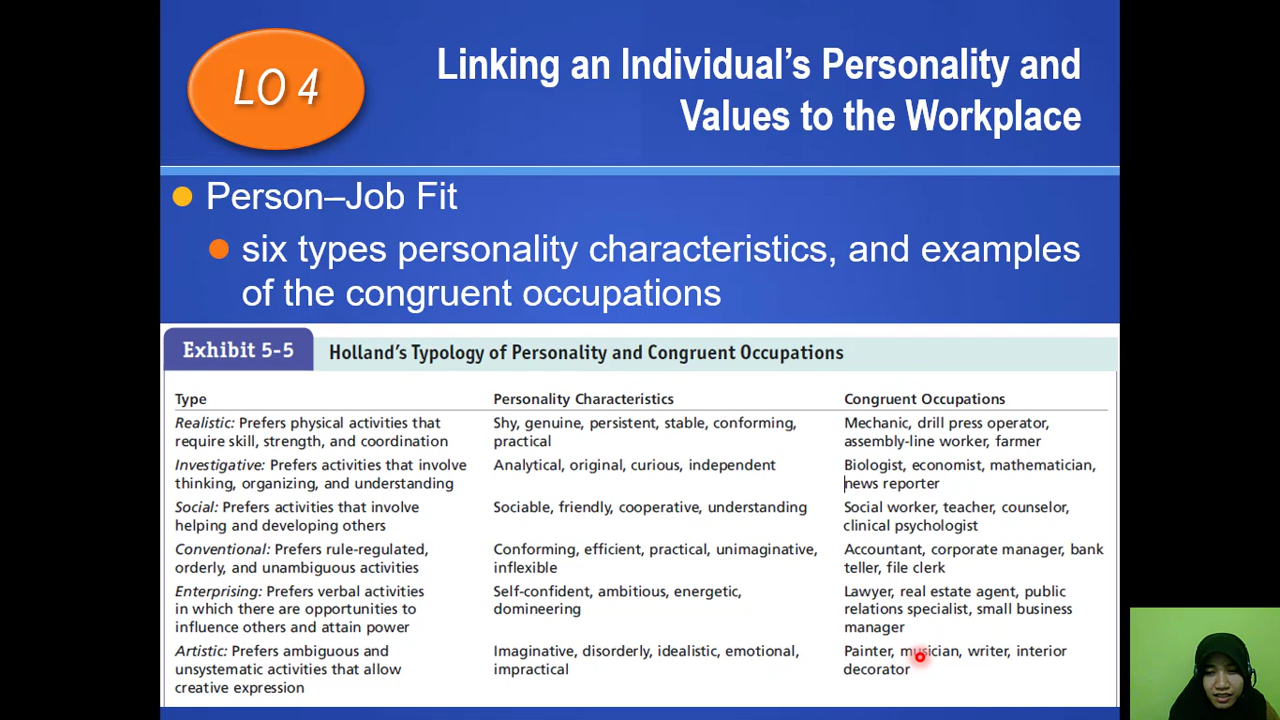 LO 4
Linking an Individual's Personality and
Values to the Workplace
Person–Job Fit
six types personality characteristics, and examples
of the congruent occupations
Exhibit 5-5 Holland's Typology of Personality and Congruent Occupations
Type Personality Characteristics Congruent Occupations
Realistic: Prefers physical activities that Shy, genuine, persistent, stable, conforming, Mechanic, drill press operator,
require skill, strength, and coordination practical assembly-line worker, farmer
Investigative: Prefers activities that involve Analytical, original, curious, independent Biologist, economist, mathematician,
thinking, organizing, and understanding news reporter
Social: Prefers activities that involve Sociable, friendly, cooperative, understanding Social worker, teacher, counselor,
helping and developing others clinical psychologist
Conventional: Prefers rule-regulated, Conforming, efficient, practical, unimaginative, Accountant, corporate manager, bank
orderly, and unambiguous activities inflexible teller, file clerk
Enterprising: Prefers verbal activities Self-confident, ambitious, energetic, Lawyer, real estate agent, public
in which there are opportunities to domineering relations specialist, small business
influence others and attain power manager
Artistic: Prefers ambiguous and Imaginative, disorderly, idealistic, emotional, Painter, musician, writer, interior
unsystematic activities that allow impractical decorator
creative expression